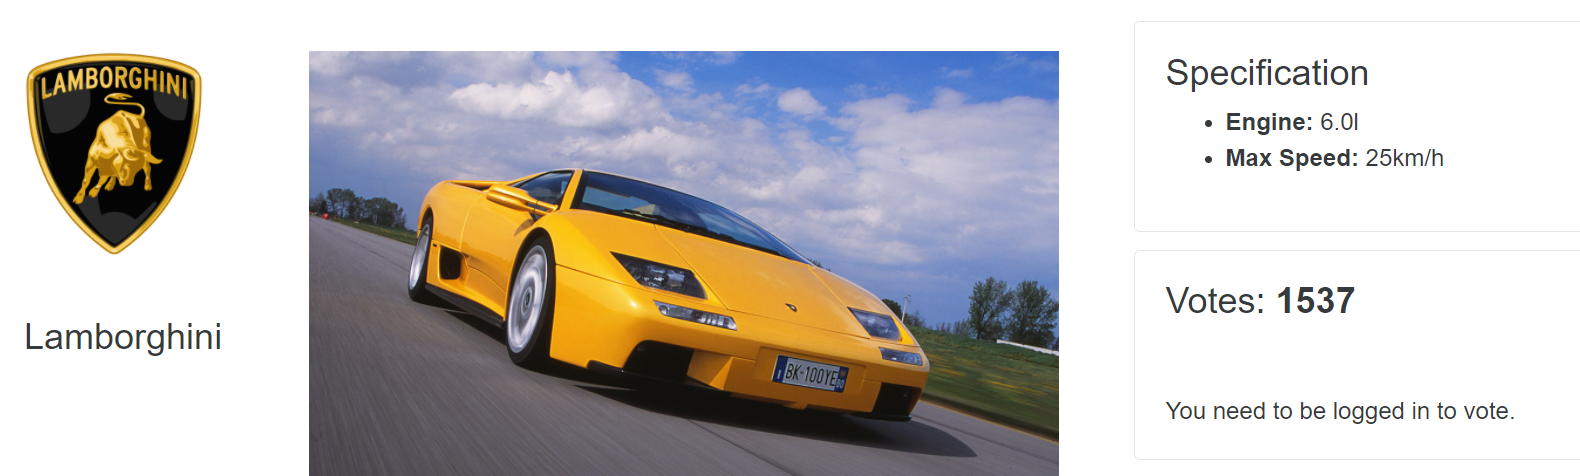 LAMBORGHINI
Lamborghini
BK·100YE
Specification
Engine: 6.0l
Max Speed: 25km/h
Votes: 1537
You need to be logged in to vote.